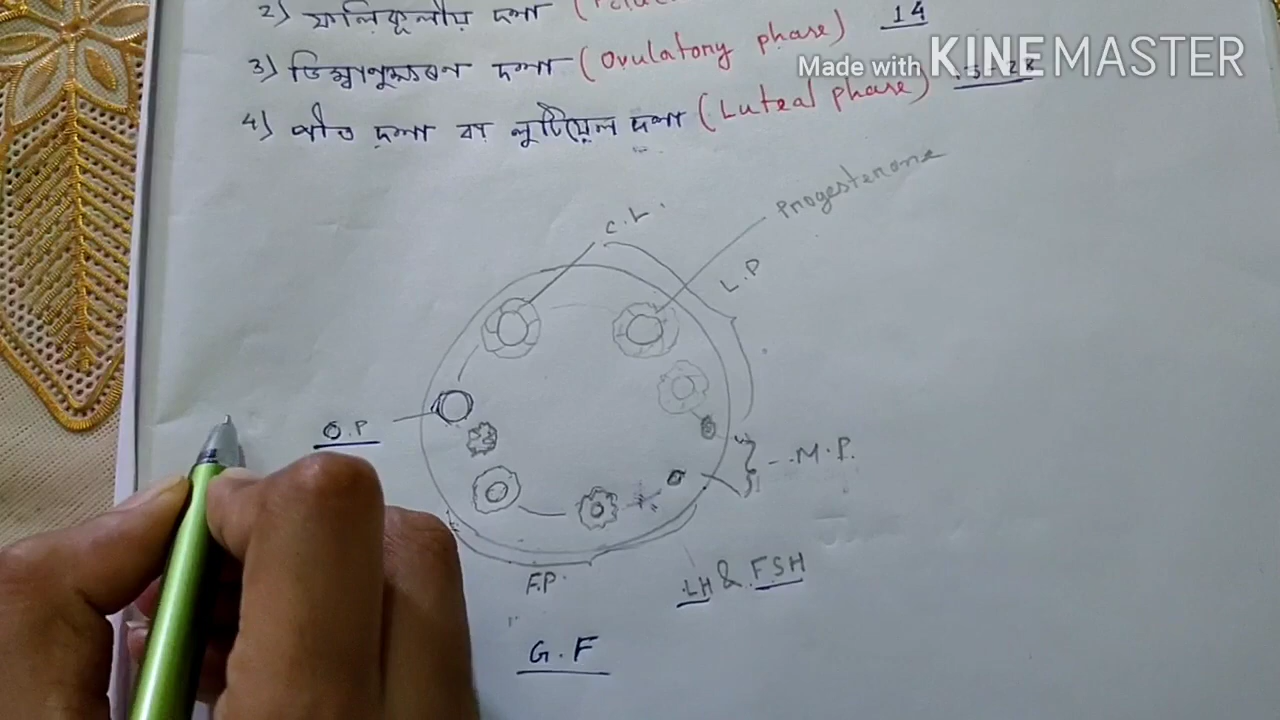 2) ফলিকুলীয় দশা (
3) ডিম্বানুক্ষৰণ দশা (Ovulatory phase) 14
4) পীত দশা বা লুটিয়েল দশা (Luteal phase)
Made with KINEMASTER
Progesterone
C.L.
L.P
O.P
M.P.
F.P.
LH & FSH
G.F